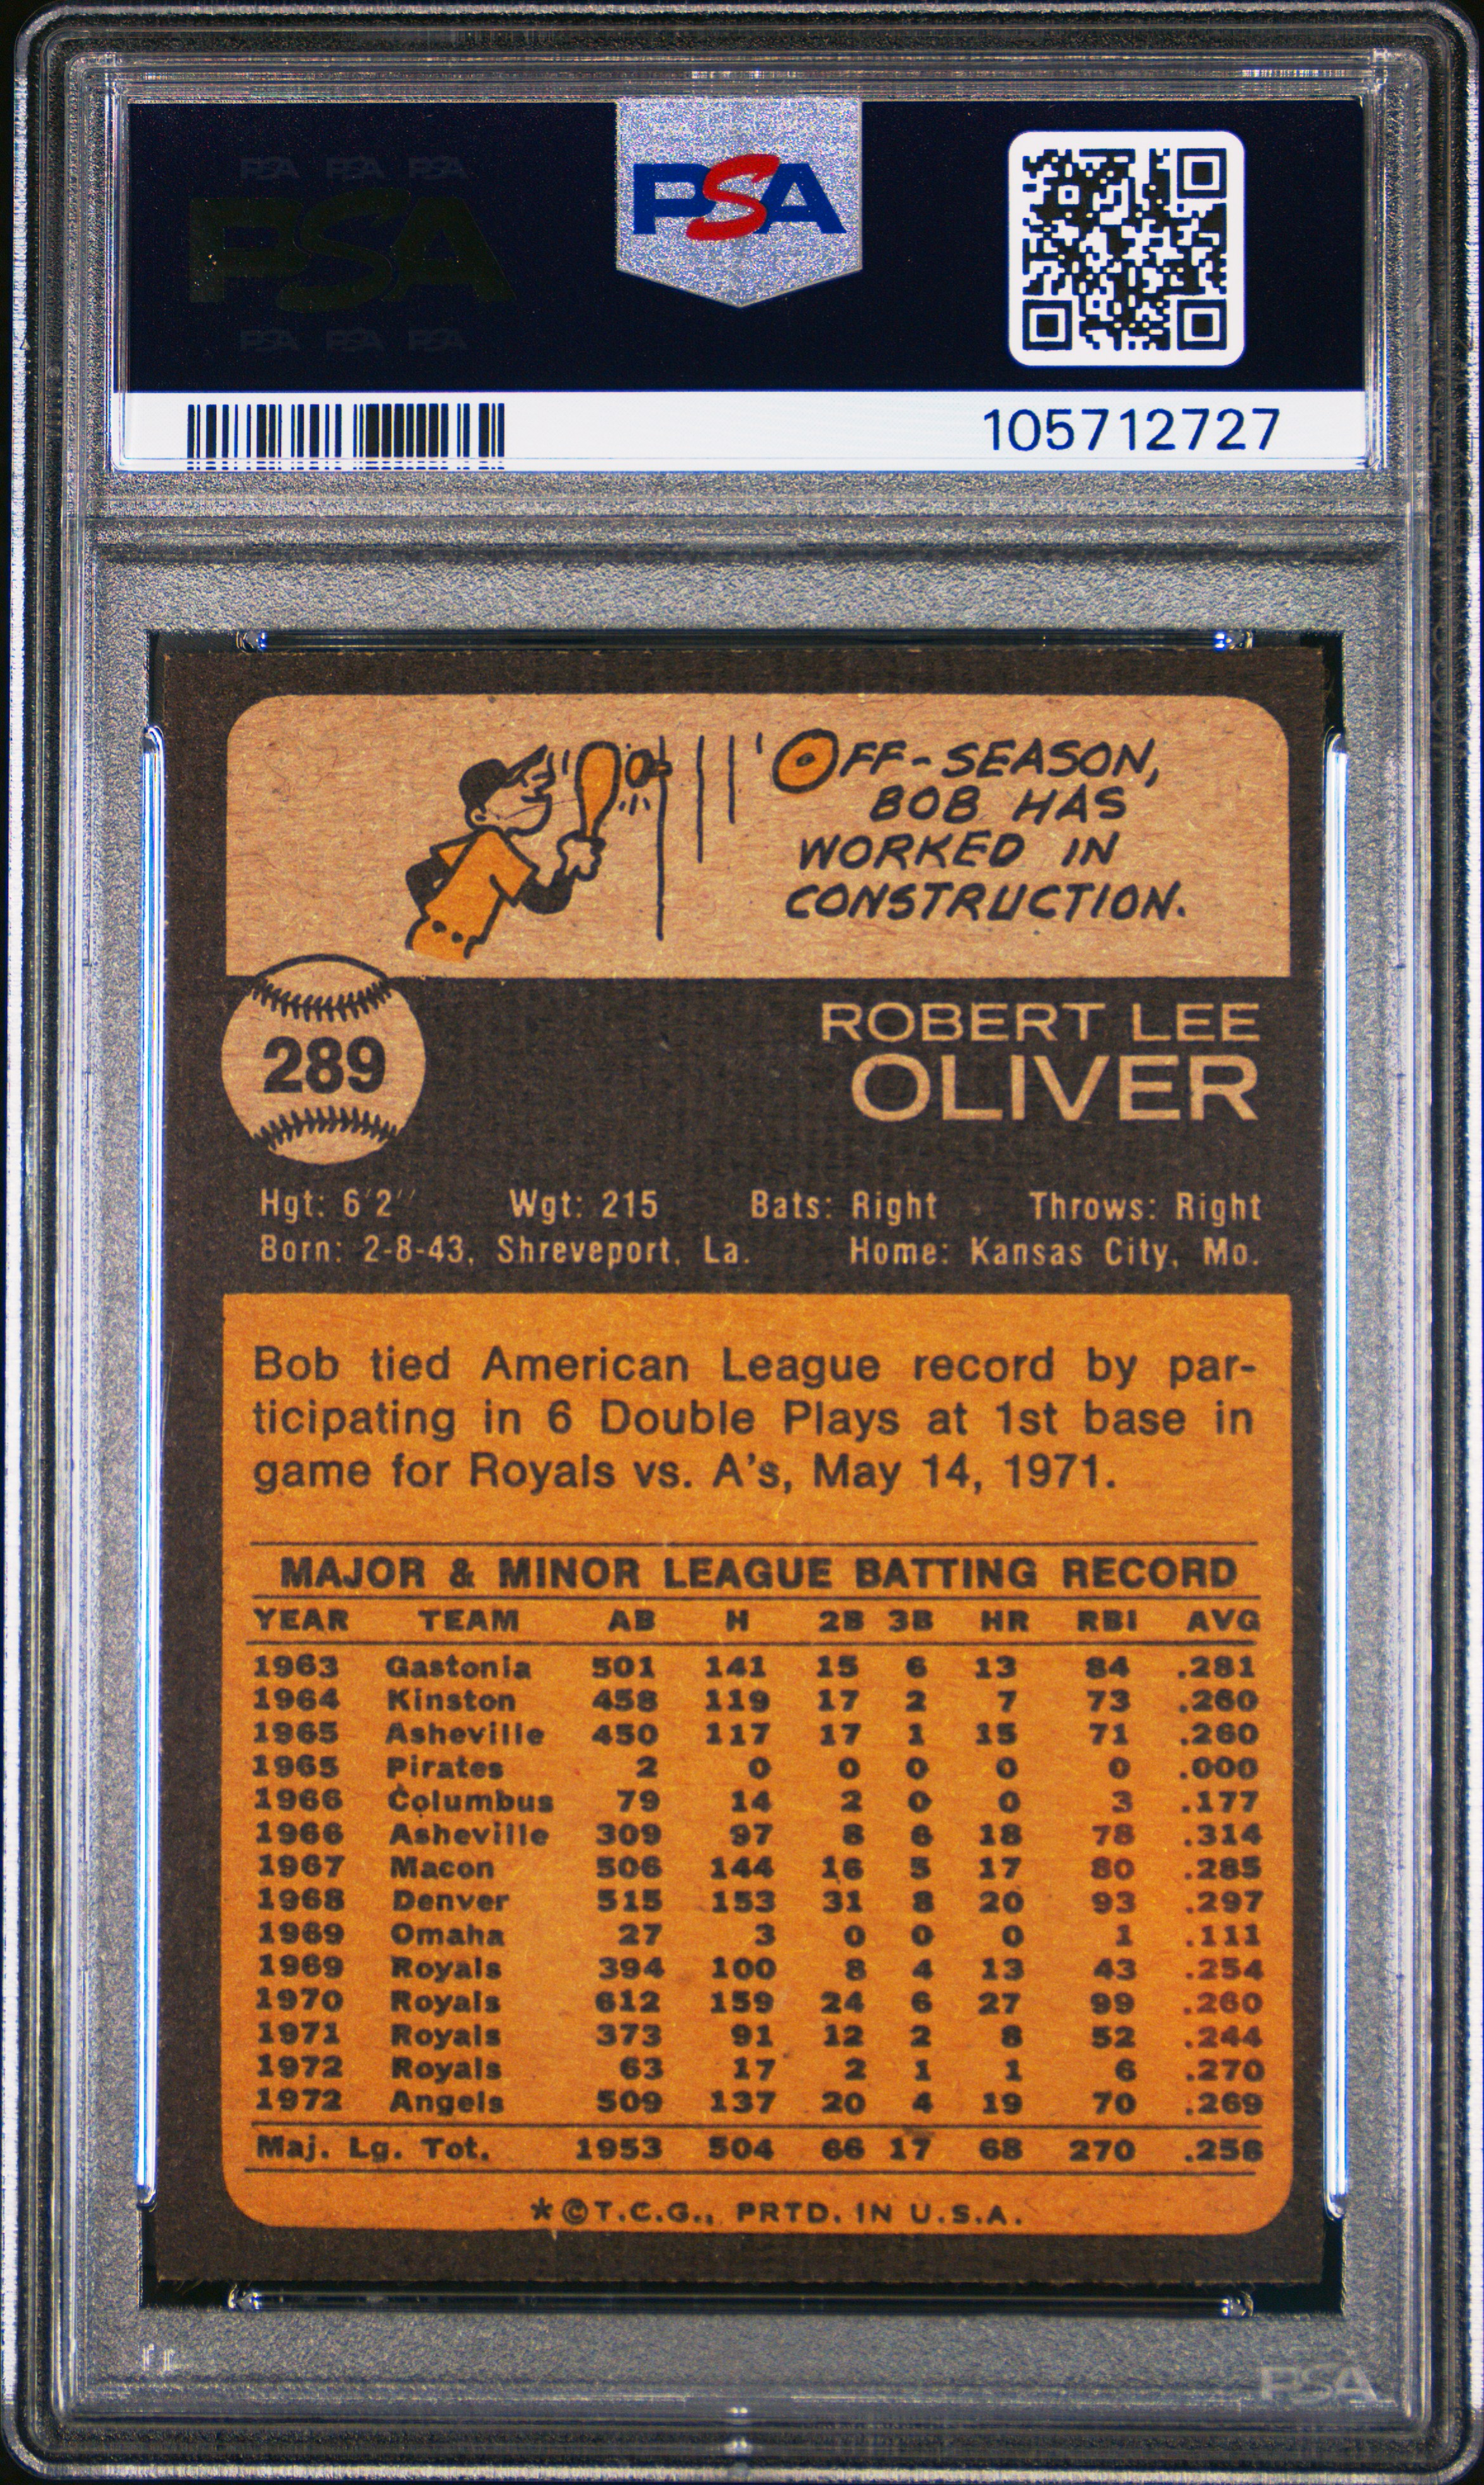 PSA PSA PSA
PSA
PSA PSA PSA
PSA
105712727
OFF-SEASON,
BOB HAS
WORKED IN
CONSTRUCTION.
289
ROBERT LEE
OLIVER
Hgt: 6'2" Wgt: 215 Bats: Right Throws: Right
Born: 2-8-43, Shreveport, La. Home: Kansas City, Mo.
Bob tied American League record by par-
ticipating in 6 Double Plays at 1st base in
game for Royals vs. A's, May 14, 1971.
MAJOR & MINOR LEAGUE BATTING RECORD
YEAR TEAM AB H 2B 3B HR RBI AVG
1963 Gastonia 501 141 15 6 13 84 .281
1964 Kinston 458 119 17 2 7 73 .260
1965 Asheville 450 117 17 1 15 71 .260
1965 Pirates 2 0 0 0 0 0 .000
1966 Columbus 79 14 2 0 0 3 .177
1966 Asheville 309 97 8 6 18 78 .314
1967 Macon 506 144 16 5 17 80 .285
1968 Denver 515 153 31 8 20 93 .297
1969 Omaha 27 3 0 0 0 1 .111
1969 Royals 394 100 8 4 13 43 .254
1970 Royals 612 159 24 6 27 99 .260
1971 Royals 373 91 12 2 8 52 .244
1972 Royals 63 17 2 1 1 6 .270
1972 Angels 509 137 20 4 19 70 .269
Maj. Lg. Tot. 1953 504 66 17 68 270 .258
*©T.C.G., PRTD. IN U.S.A.
PSA